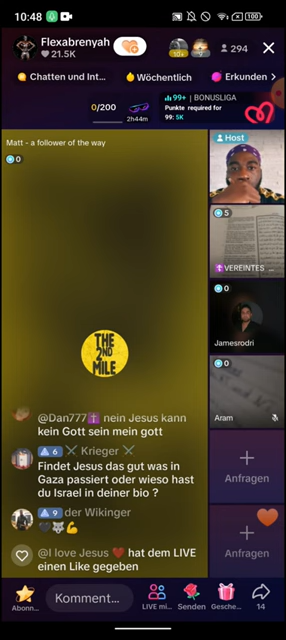 10:48
100
Flexabrenyah
21.5K
10+
294
Chatten und Int...
Wöchentlich
Erkunden
0/200
2h44m
99+ | BONUSLIGA
Punkte required for
99: 5K
Matt - a follower of the way
0
THE
2ND
MILE
Host
5
VEREINTES ...
0
Jamesrodri
0
Aram
Anfragen
Anfragen
@Dan777 nein Jesus kann
kein Gott sein mein gott
6 Krieger
Findet Jesus das gut was in
Gaza passiert oder wieso hast
du Israel in deiner bio ?
9 der Wikinger
@I love Jesus hat dem LIVE
einen Like gegeben
Abonn...
Komment...
LIVE mi...
Senden
Gesche...
14